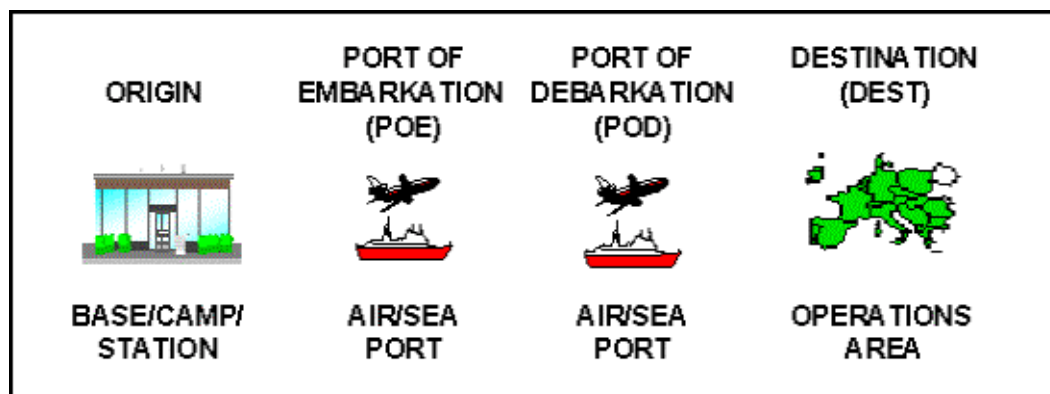 ORIGIN
PORT OF
EMBARKATION
(POE)
PORT OF
DEBARKATION
(POD)
DESTINATION
(DEST)
BASE/CAMP/
STATION
AIR/SEA
PORT
AIR/SEA
PORT
OPERATIONS
AREA